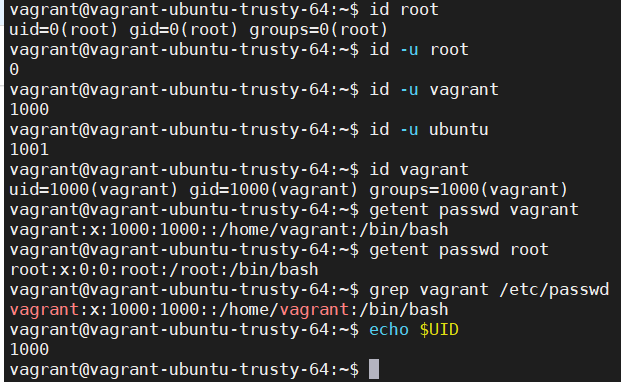 vagrant@vagrant-ubuntu-trusty-64:~$ id root
uid=0(root) gid=0(root) groups=0(root)
vagrant@vagrant-ubuntu-trusty-64:~$ id -u root
0
vagrant@vagrant-ubuntu-trusty-64:~$ id -u vagrant
1000
vagrant@vagrant-ubuntu-trusty-64:~$ id -u ubuntu
1001
vagrant@vagrant-ubuntu-trusty-64:~$ id vagrant
uid=1000(vagrant) gid=1000(vagrant) groups=1000(vagrant)
vagrant@vagrant-ubuntu-trusty-64:~$ getent passwd vagrant
vagrant:x:1000:1000::/home/vagrant:/bin/bash
vagrant@vagrant-ubuntu-trusty-64:~$ getent passwd root
root:x:0:0:root:/root:/bin/bash
vagrant@vagrant-ubuntu-trusty-64:~$ grep vagrant /etc/passwd
vagrant:x:1000:1000::/home/vagrant:/bin/bash
vagrant@vagrant-ubuntu-trusty-64:~$ echo $UID
1000
vagrant@vagrant-ubuntu-trusty-64:~$